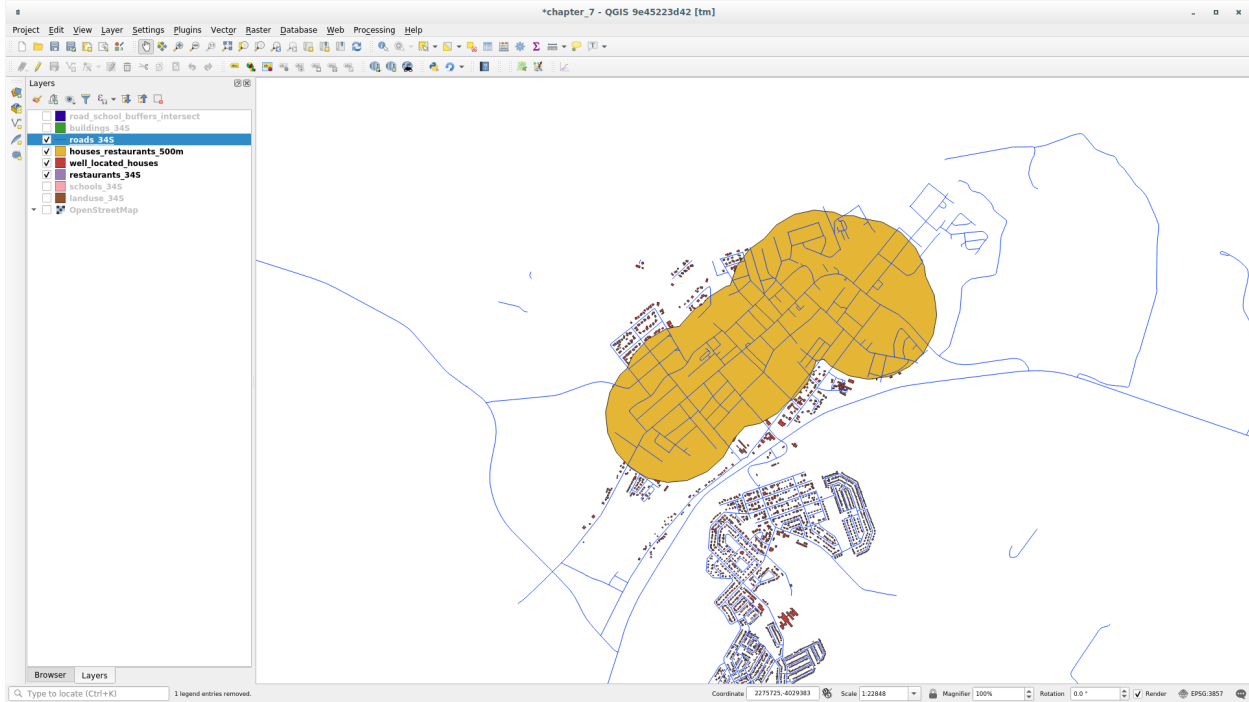 *chapter_7 - QGIS 9e45223d42 [tm]
Project Edit View Layer Settings Plugins Vector Raster Database Web Processing Help
Layers
road_school_buffers_intersect
buildings_34S
roads_34S
houses_restaurants_500m
well_located_houses
restaurants_34S
schools_34S
landuse_34S
OpenStreetMap
Browser Layers
Type to locate (Ctrl+K) 1 legend entries removed. Coordinate 2275725,-4029383 Scale 1:22848 Magnifier 100% Rotation 0.0 ° Render EPSG:3857